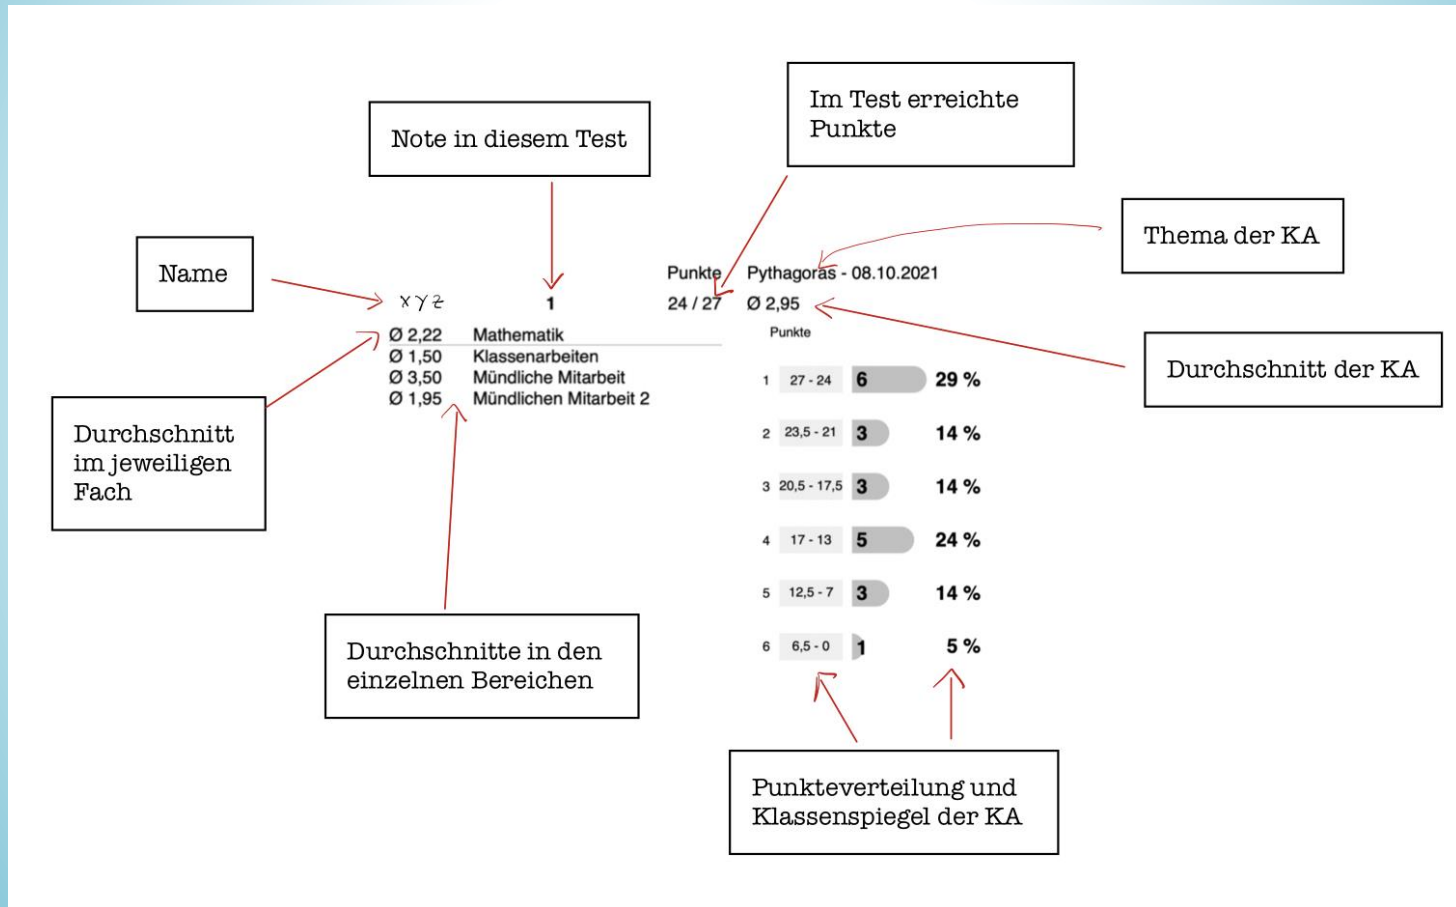 Im Test erreichte
Punkte
Note in diesem Test
Thema der KA
Name
Punkte
Pythagoras - 08.10.2021
xyz
1
24 / 27
Ø 2,95
Ø 2,22 Mathematik
Ø 1,50 Klassenarbeiten
Ø 3,50 Mündliche Mitarbeit
Ø 1,95 Mündlichen Mitarbeit 2
Punkte
1 27 - 24 6 29 %
2 23,5 - 21 3 14 %
3 20,5 - 17,5 3 14 %
4 17 - 13 5 24 %
5 12,5 - 7 3 14 %
6 6,5 - 0 1 5 %
Durchschnitt der KA
Durchschnitt
im jeweiligen
Fach
Durchschnitte in den
einzelnen Bereichen
Punkteverteilung und
Klassenspiegel der KA